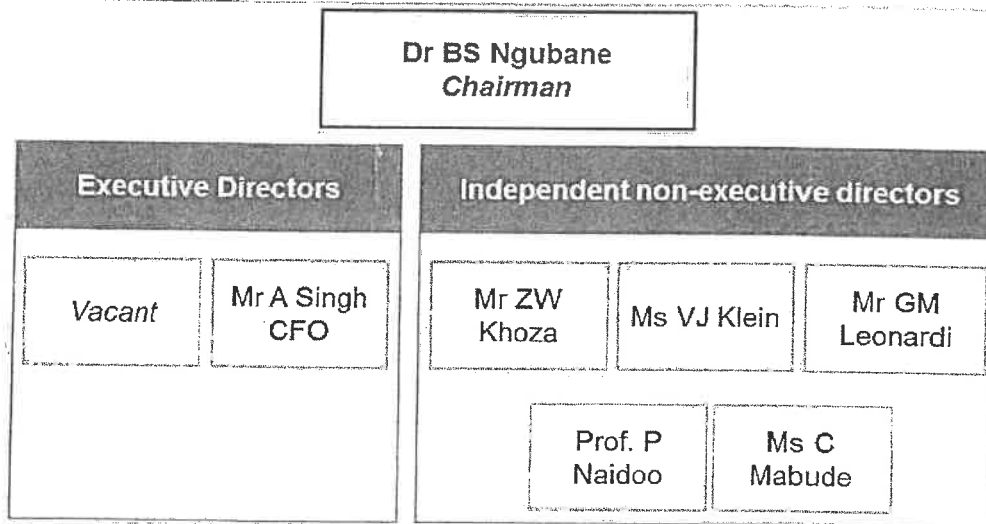 Dr BS Ngubane
Chairman
Executive Directors
Independent non-executive directors
Vacant
Mr A Singh
CFO
Mr ZW
Khoza
Ms VJ Klein
Mr GM
Leonardi
Prof. P
Naidoo
Ms C
Mabude